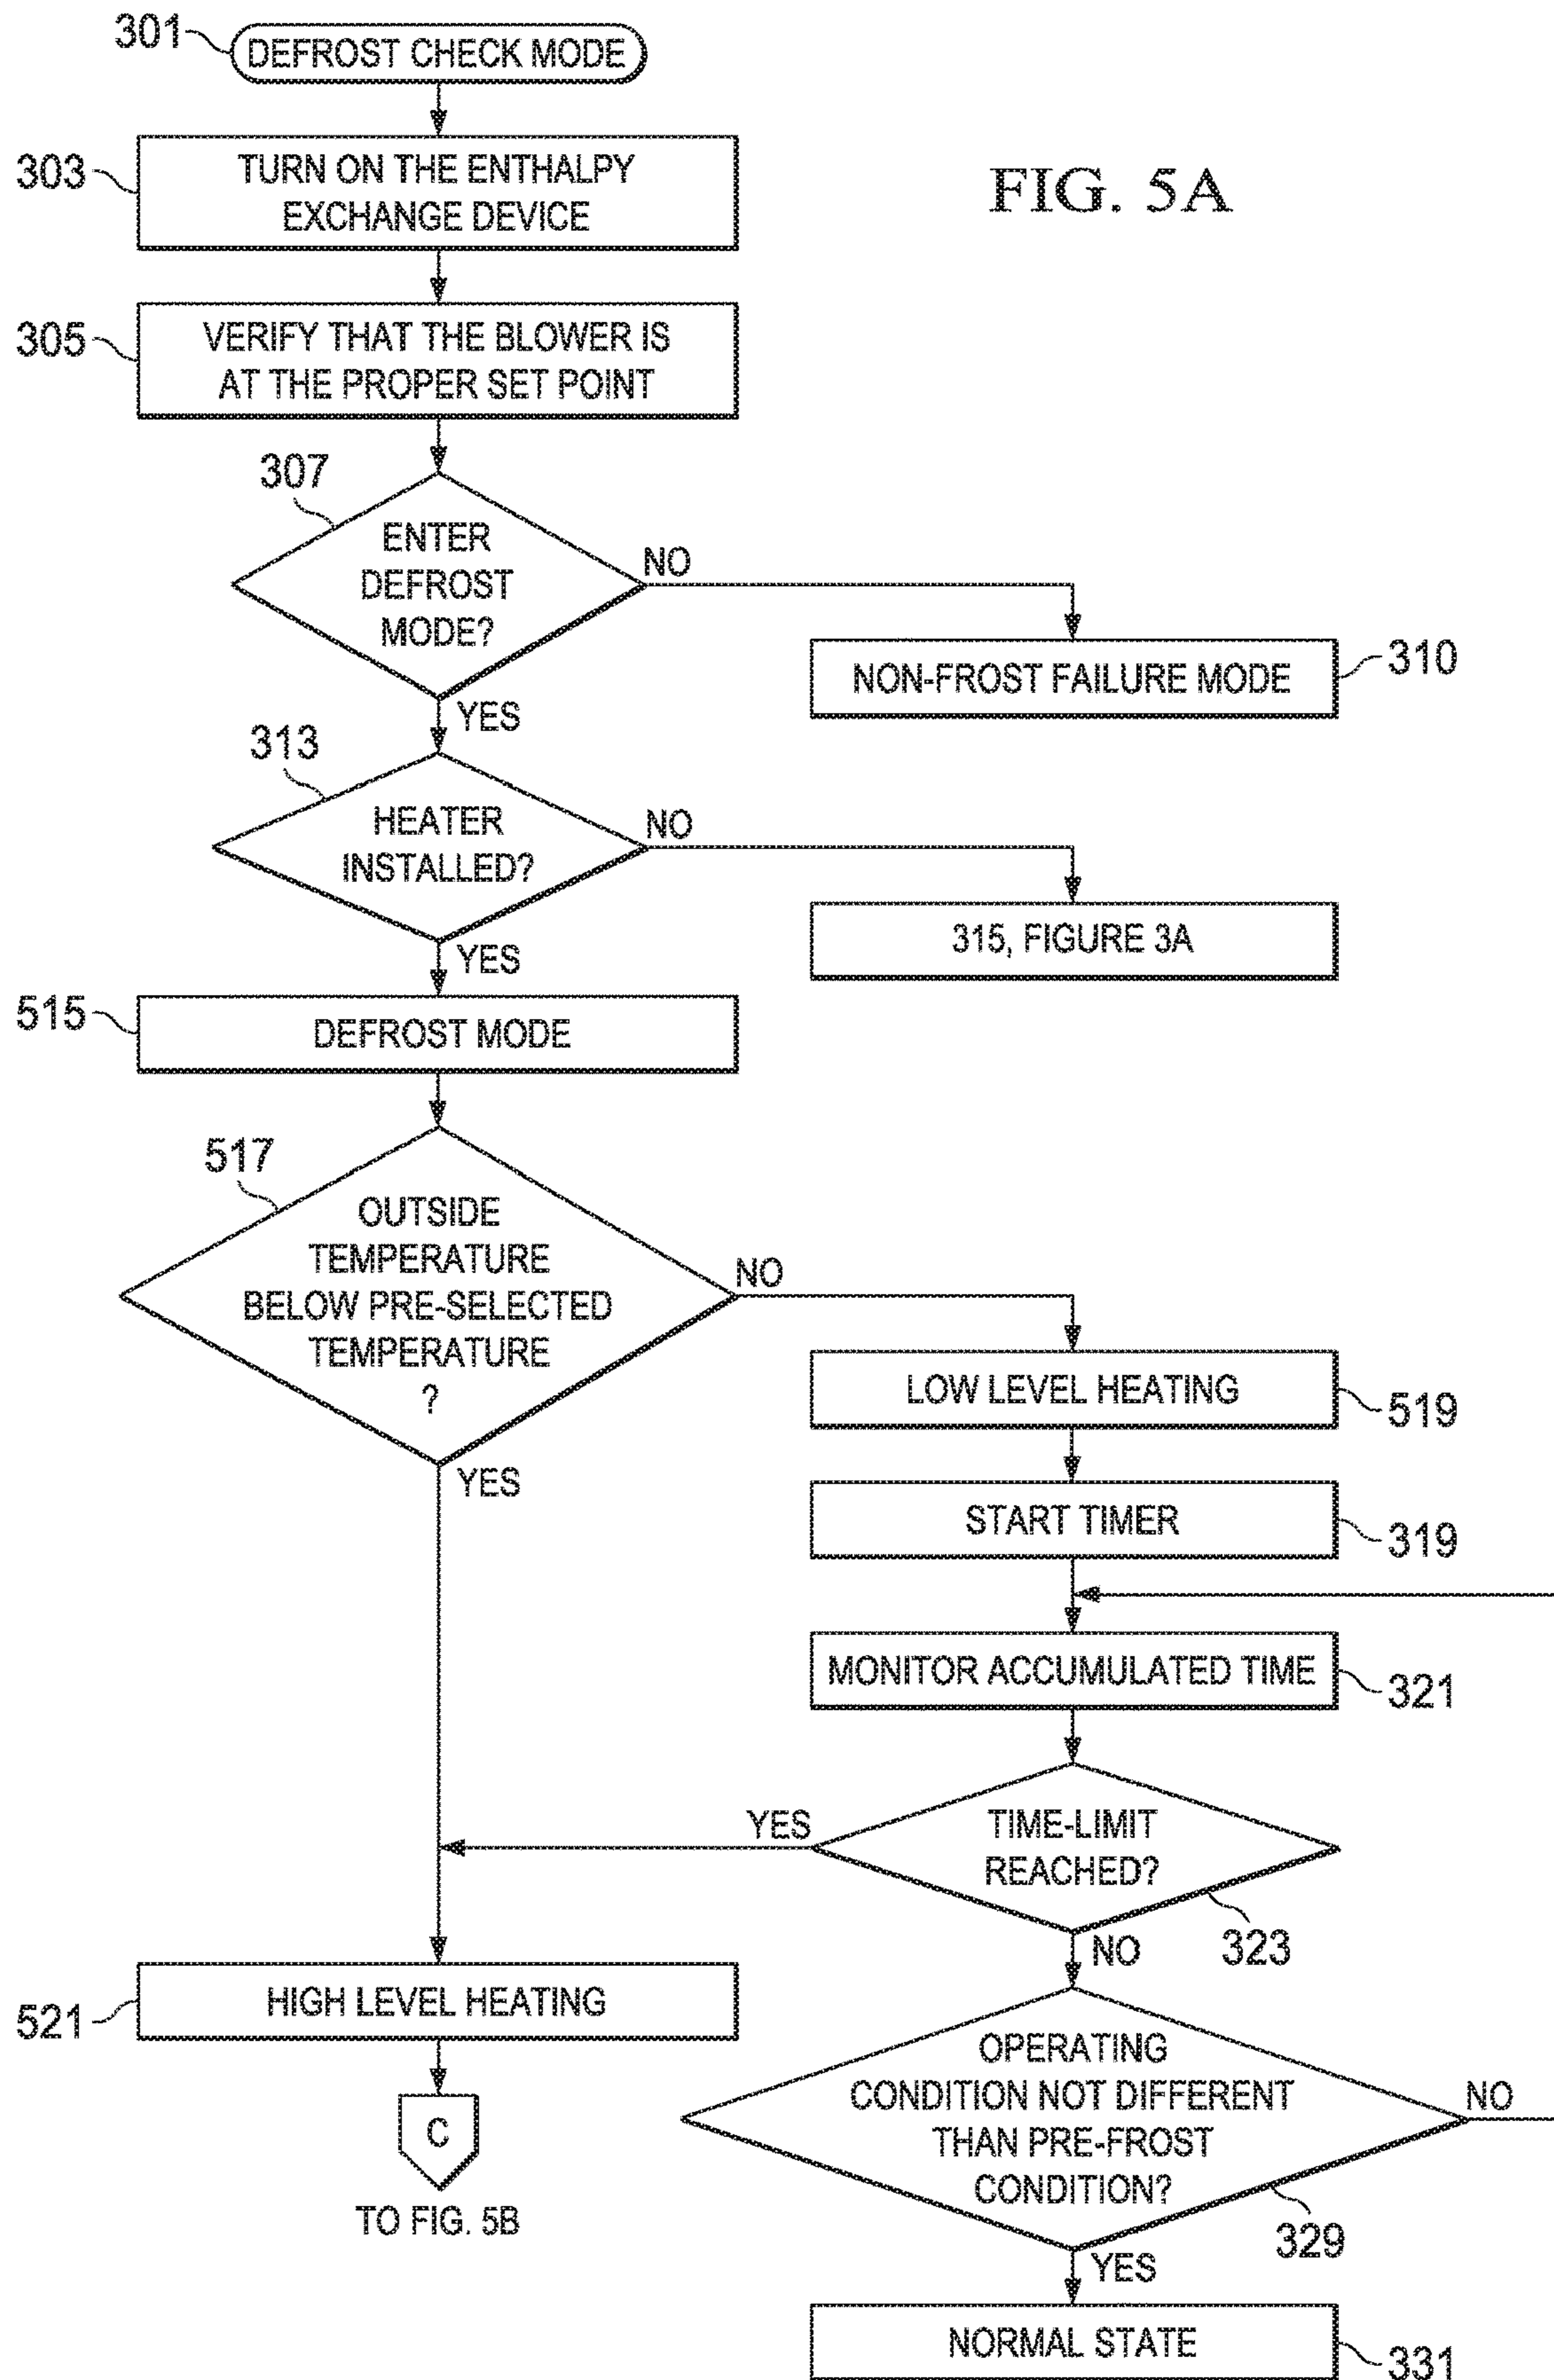 301
DEFROST CHECK MODE
303
TURN ON THE ENTHALPY
EXCHANGE DEVICE
FIG. 5A
305
VERIFY THAT THE BLOWER IS
AT THE PROPER SET POINT
307
ENTER
DEFROST
MODE?
NO
NON-FROST FAILURE MODE
310
YES
313
HEATER
INSTALLED?
NO
315, FIGURE 3A
YES
515
DEFROST MODE
517
OUTSIDE
TEMPERATURE
BELOW PRE-SELECTED
TEMPERATURE
?
NO
LOW LEVEL HEATING
519
YES
START TIMER
319
MONITOR ACCUMULATED TIME
321
YES
TIME-LIMIT
REACHED?
323
NO
521
HIGH LEVEL HEATING
C
TO FIG. 5B
OPERATING
CONDITION NOT DIFFERENT
THAN PRE-FROST
CONDITION?
NO
329
YES
NORMAL STATE
331